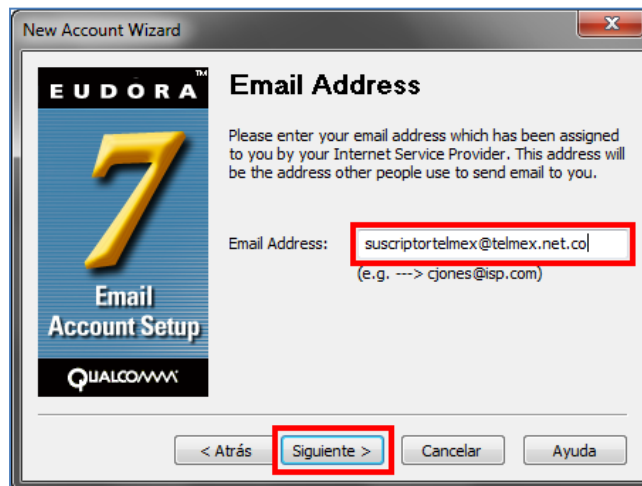 New Account Wizard
EUDORA™
7
Email
Account Setup
QUALCOMM
Email Address
Please enter your email address which has been assigned
to you by your Internet Service Provider. This address will
be the address other people use to send email to you.
Email Address: suscriptortelmex@telmex.net.co
(e.g. ---> cjones@isp.com)
< Atrás Siguiente > Cancelar Ayuda